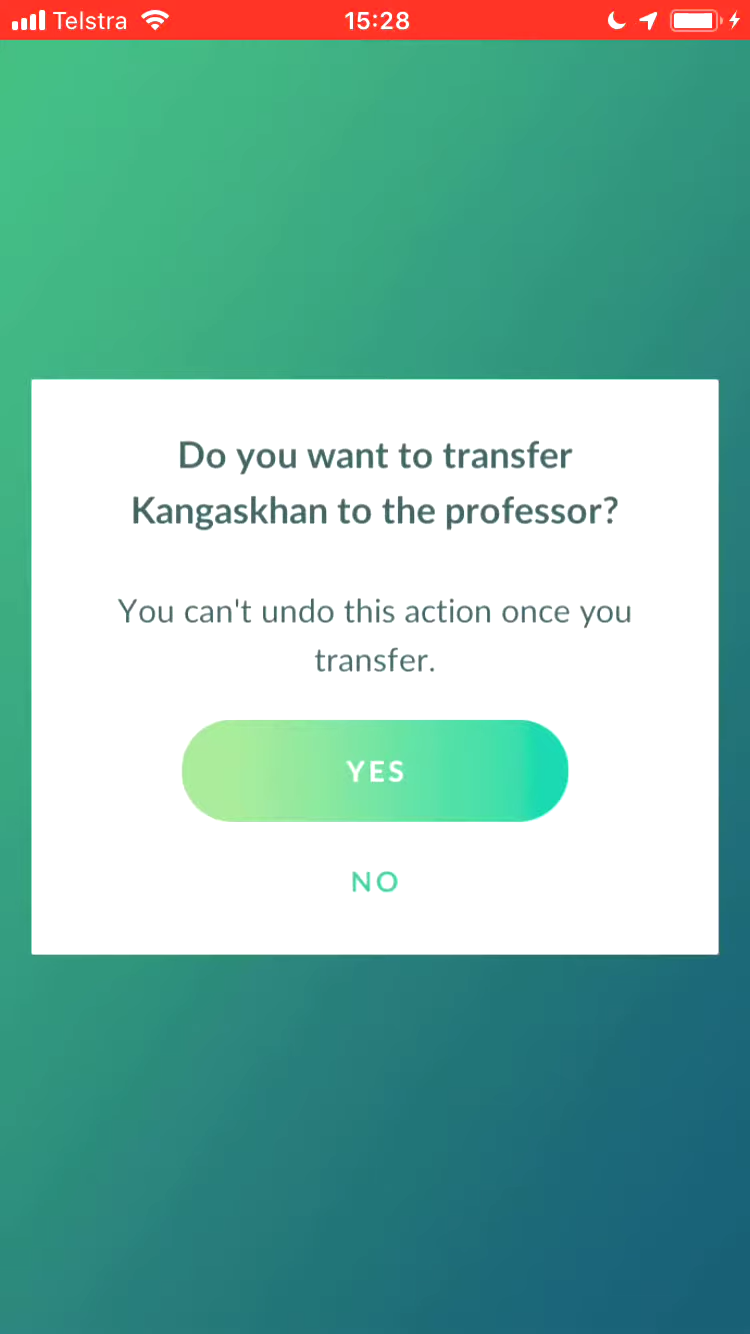 Telstra 15:28
Do you want to transfer
Kangaskhan to the professor?
You can't undo this action once you
transfer.
YES
NO